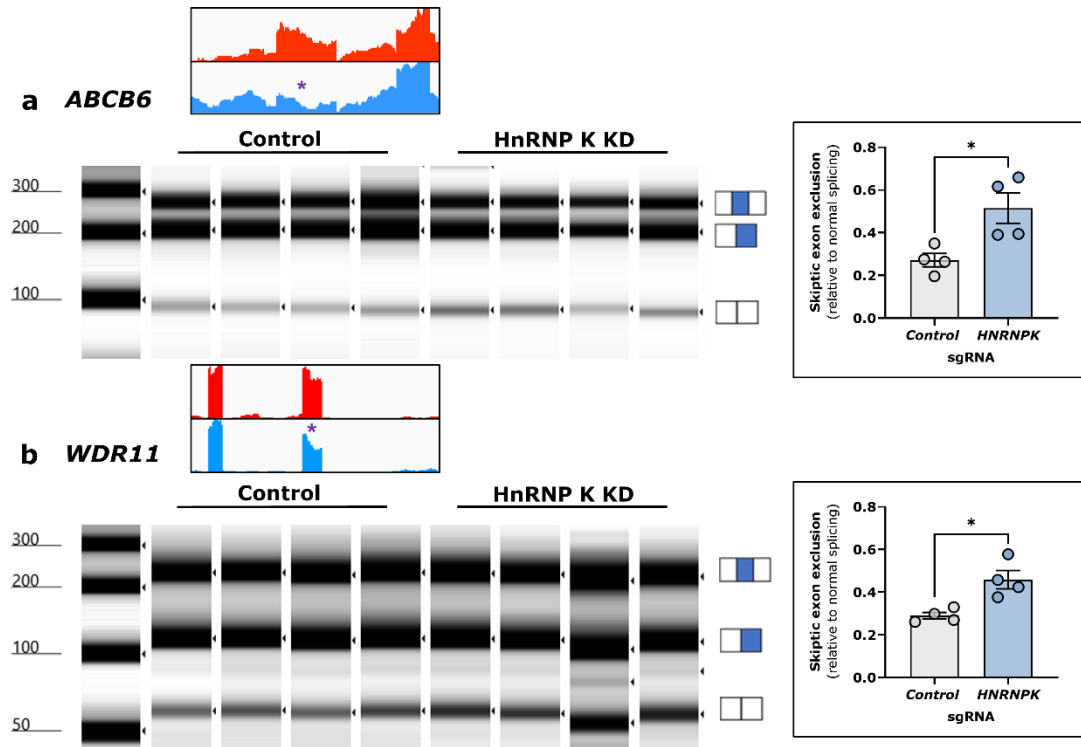 *
a ABCB6
Control
HnRNP K KD
300
200
100
0.8
0.6
0.4
0.2
0.0
Skiptic exon exclusion
(relative to normal splicing)
*
Control
HNRNPK
sgRNA
*
b WDR11
Control
HnRNP K KD
300
200
100
50
0.8
0.6
0.4
0.2
0.0
Skiptic exon exclusion
(relative to normal splicing)
*
Control
HNRNPK
sgRNA